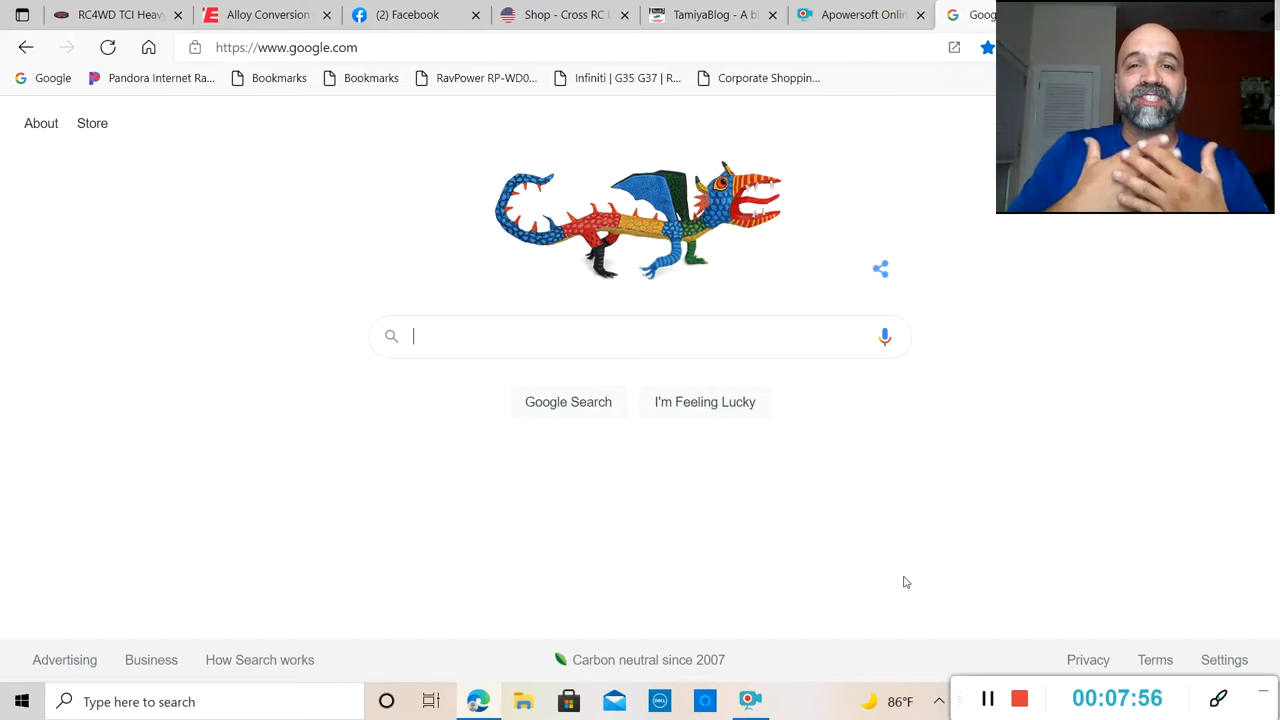 RC4WD TCI Heav
Alloy Conversion
(2) Facebook
Shop - Cross RC U
TamiyaBlog - A bl
Apowersoft Onlin
Goog
https://www.google.com
Google
Pandora Internet Ra...
Bookmarks
Bookmarks
RavPower RP-WD0...
Infiniti | G35 G37 | R...
Corporate Shoppin...
About
Store
Google Search
I'm Feeling Lucky
Advertising
Business
How Search works
Carbon neutral since 2007
Privacy
Terms
Settings
Type here to search
DELL
86°F
00:07:56